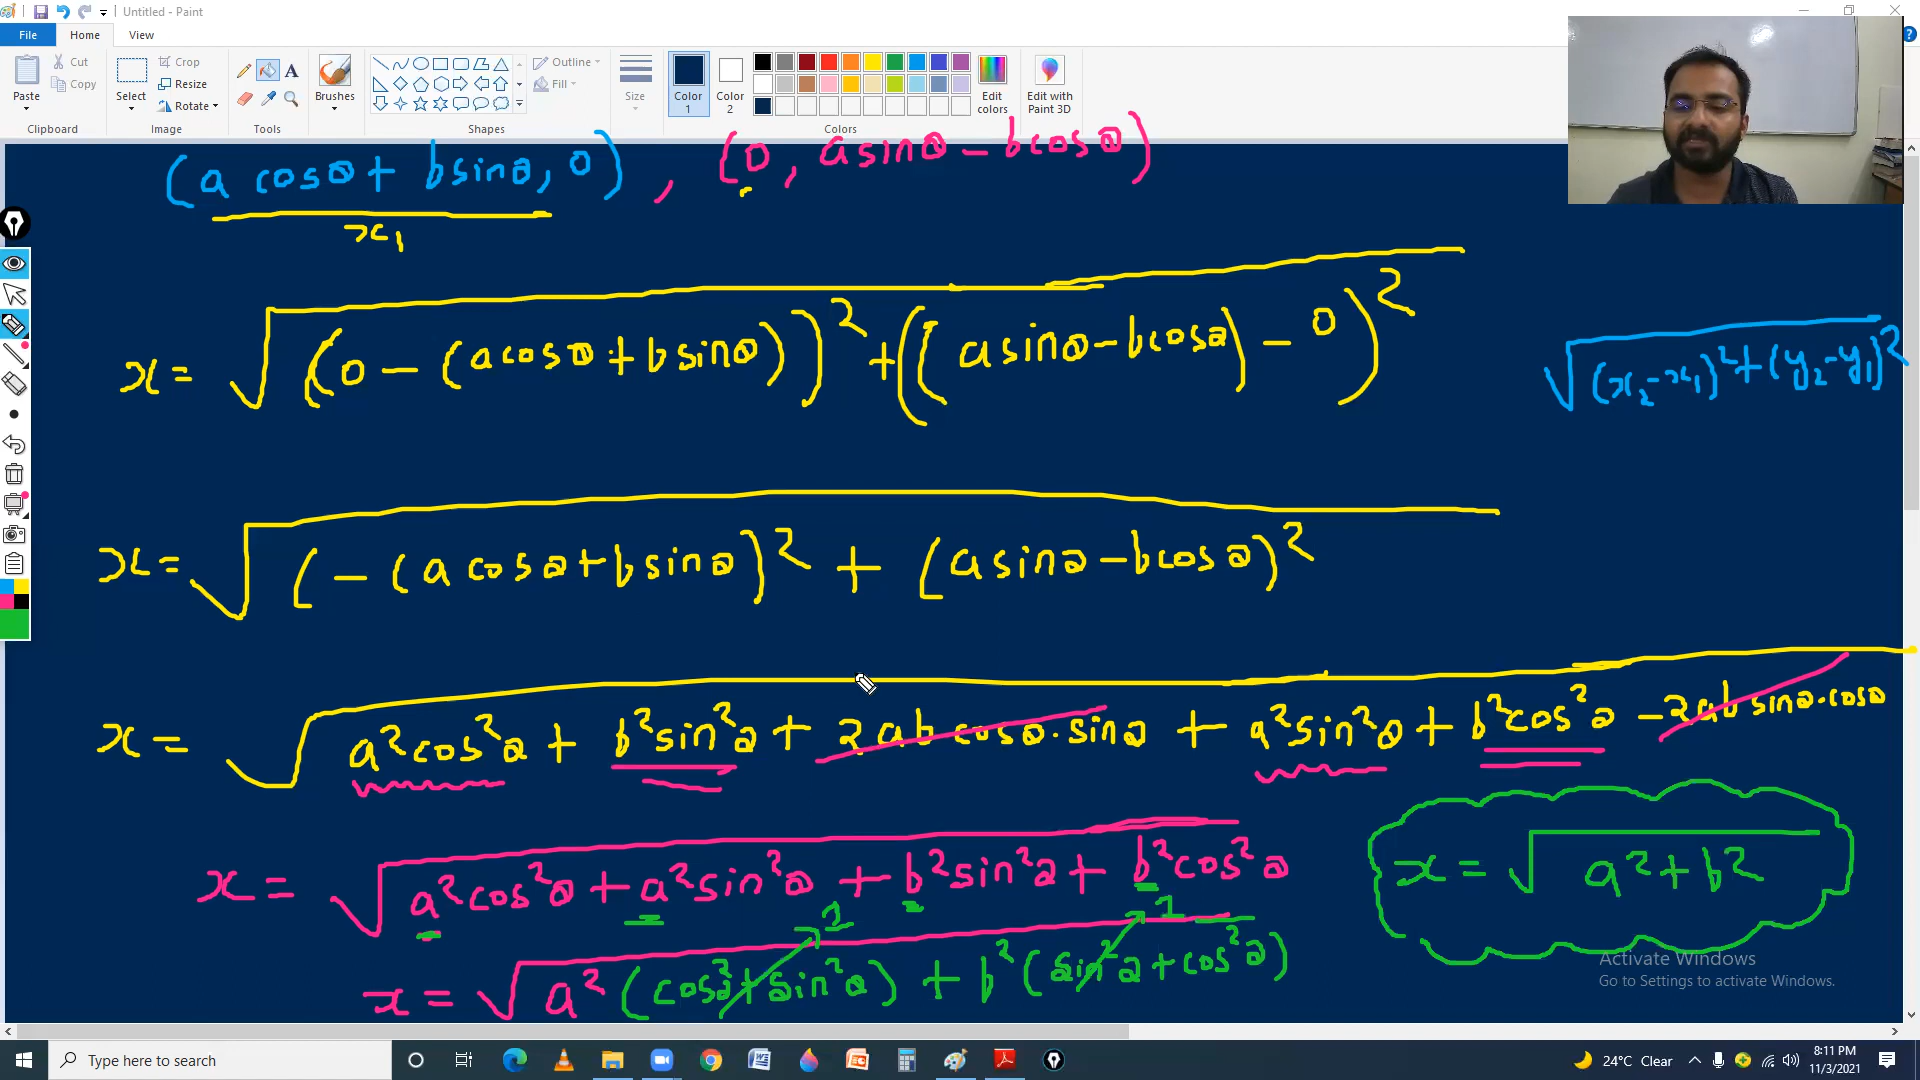 Untitled - Paint
File Home View
Paste Cut Copy Select Crop Resize Rotate Brushes Outline Fill Size Color 1 Color 2 Edit colors Edit with Paint 3D
Clipboard Image Tools Shapes Colors
(a cosθ + bsinθ, 0) , (0, asinθ - bcosθ)
x₁
x = √((0 - (acosθ + bsinθ))² + ((asinθ - bcosθ) - 0)²)
√((x₂-x₁)² + (y₂-y₁)²)
x = √((-(a cosθ + bsinθ)² + (asinθ - bcosθ)²
x = √(a²cos²θ + b²sin²θ + 2ab cosθ.sinθ + a²sin²θ + b²cos²θ - 2ab sinθ.cosθ)
x = √(a²cos²θ + a²sin²θ + b²sin²θ + b²cos²θ)
1 1
x = √(a²(cos²θ + sin²θ) + b²(sin²θ + cos²θ))
x = √(a² + b²)
Activate Windows
Go to Settings to activate Windows.
Type here to search
24°C Clear
8:11 PM
11/3/2021